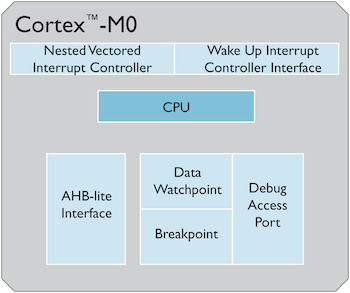 Cortex™-M0
Nested Vectored
Interrupt Controller
Wake Up Interrupt
Controller Interface
CPU
AHB-lite
Interface
Data
Watchpoint
Breakpoint
Debug
Access
Port